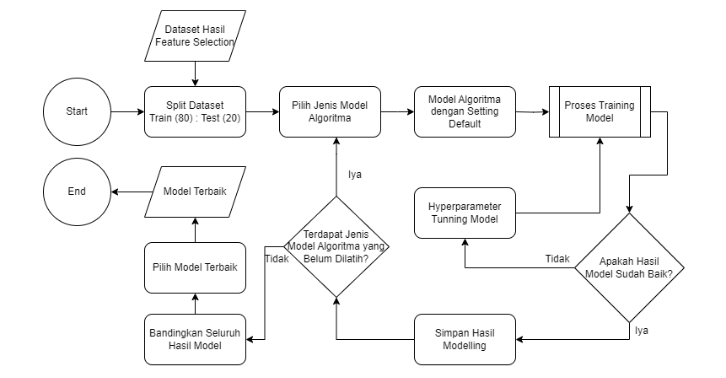 Dataset Hasil
Feature Selection
Start
Split Dataset
Train (80) : Test (20)
Pilih Jenis Model
Algoritma
Model Algoritma
dengan Setting
Default
Proses Training
Model
Iya
End
Model Terbaik
Hyperparameter
Tunning Model
Terdapat Jenis
Model Algoritma yang
Belum Dilatih?
Tidak
Pilih Model Terbaik
Tidak
Apakah Hasil
Model Sudah Baik?
Iya
Bandingkan Seluruh
Hasil Model
Simpan Hasil
Modelling